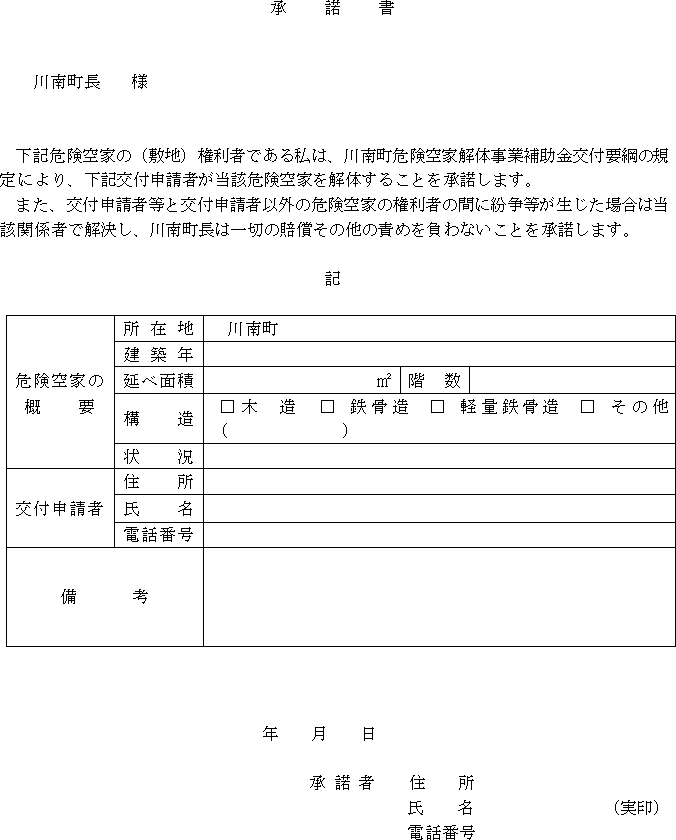 承　諾　書
川南町長　様
下記危険空家の（敷地）権利者である私は、川南町危険空家解体事業補助金交付要綱の規
定により、下記交付申請者が当該危険空家を解体することを承諾します。
また、交付申請者等と交付申請者以外の危険空家の権利者の間に紛争等が生じた場合は当
該関係者で解決し、川南町長は一切の賠償その他の責めを負わないことを承諾します。
記
危険空家の
概　要
所在地　川南町
建築年
延べ面積　㎡　階数
構　造　□木造　□鉄骨造　□軽量鉄骨造　□その他
（　　　　　　）
状　況
交付申請者
住　所
氏　名
電話番号
備　考
年　月　日
承諾者　住　所
氏　名　（実印）
電話番号